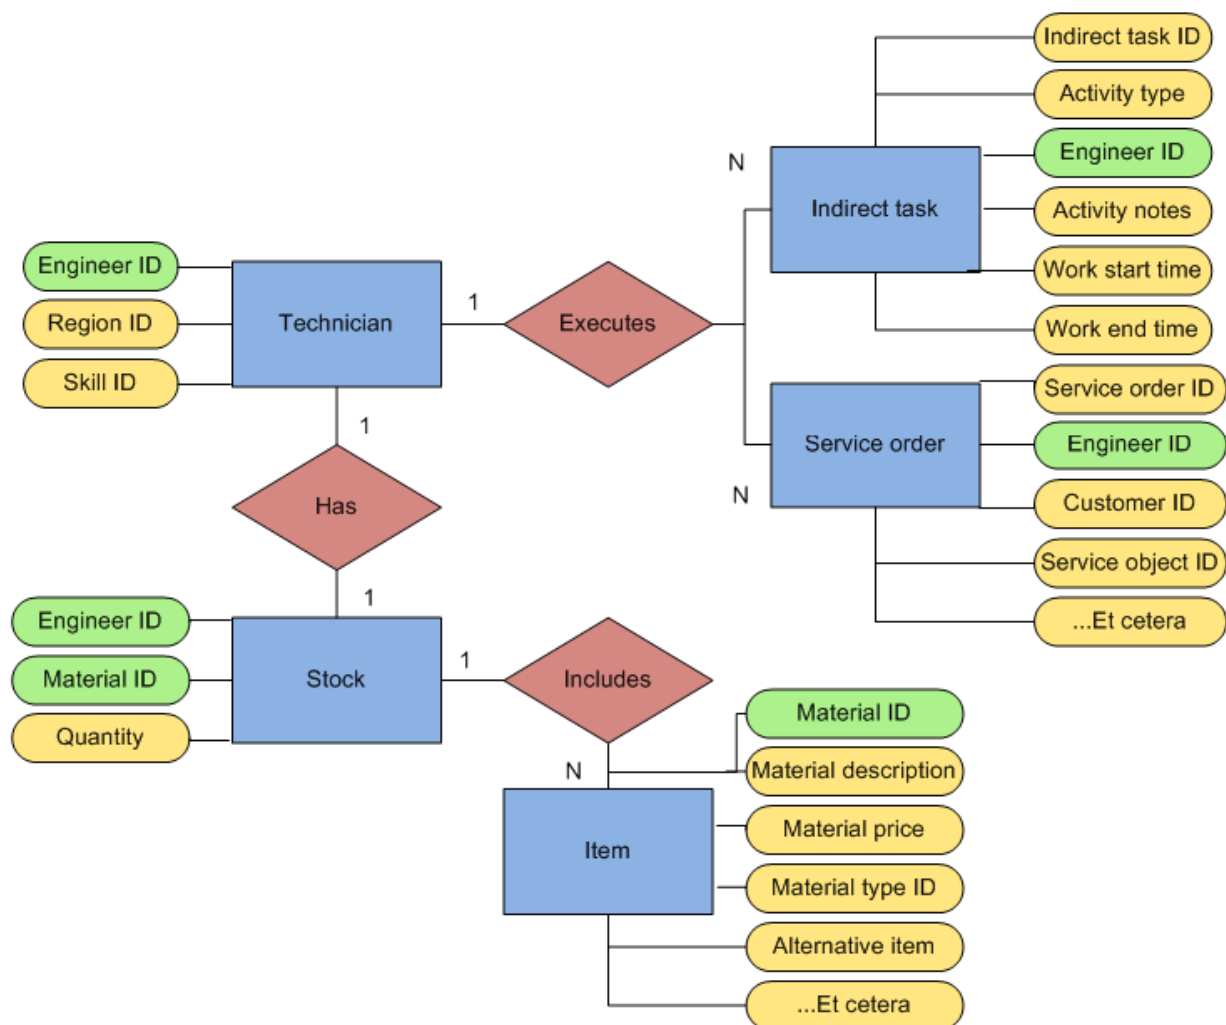 Indirect task ID
Activity type
N
Engineer ID
Indirect task
Activity notes
Engineer ID
Work start time
Region ID
Technician
1
Executes
Work end time
Skill ID
Service order ID
1
Service order
Engineer ID
N
Customer ID
Has
Service object ID
1
Engineer ID
...Et cetera
Material ID
Stock
1
Includes
Material ID
Quantity
N
Material description
Material price
Item
Material type ID
Alternative item
...Et cetera